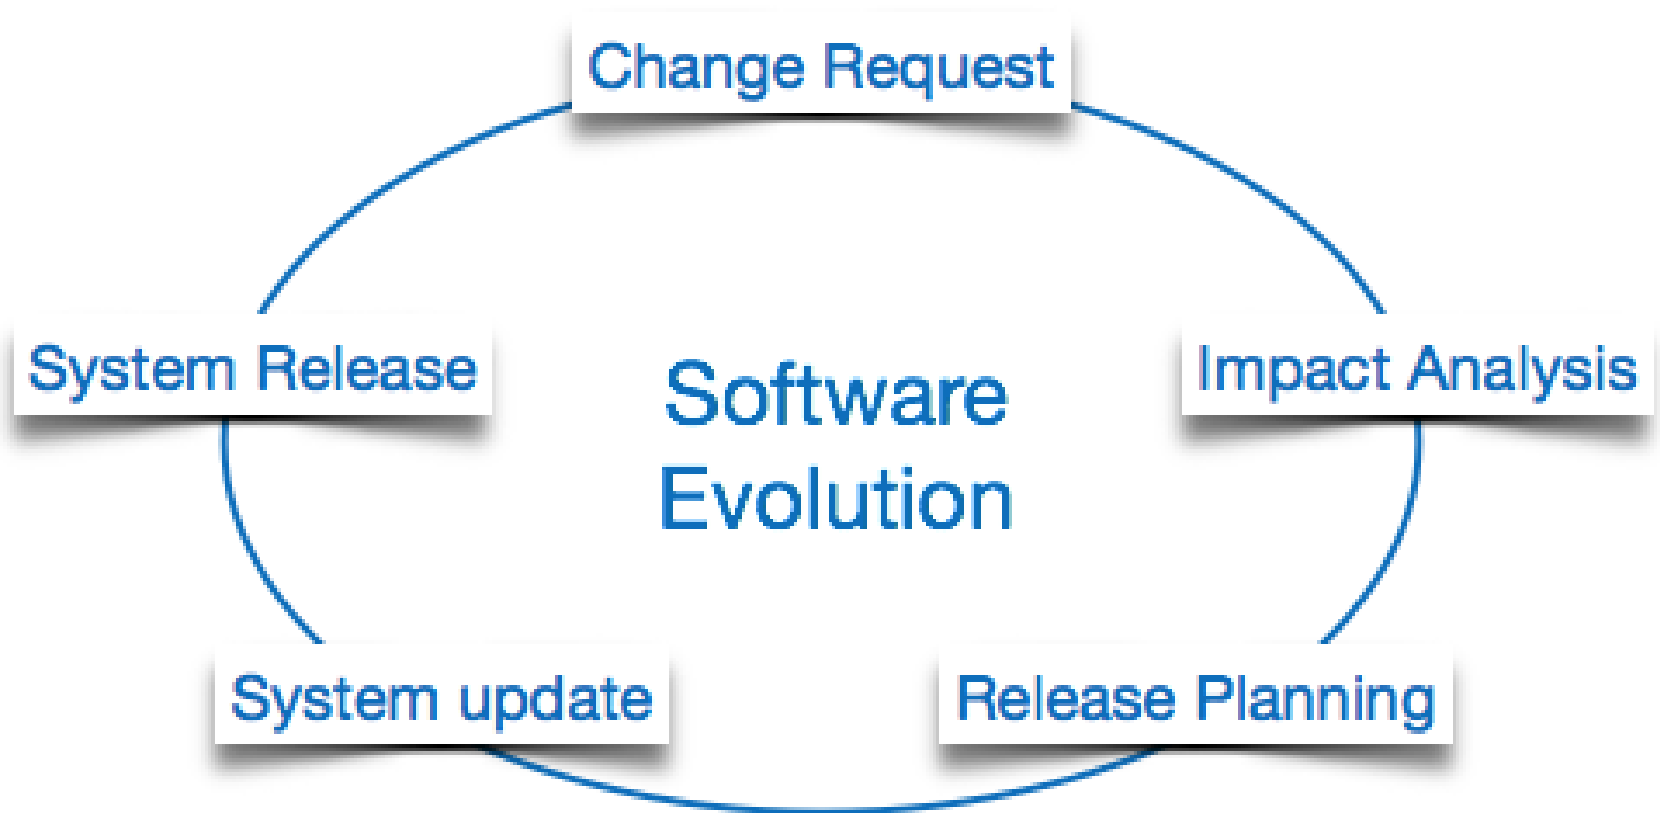 Change Request
System Release
Impact Analysis
Software
Evolution
System update
Release Planning